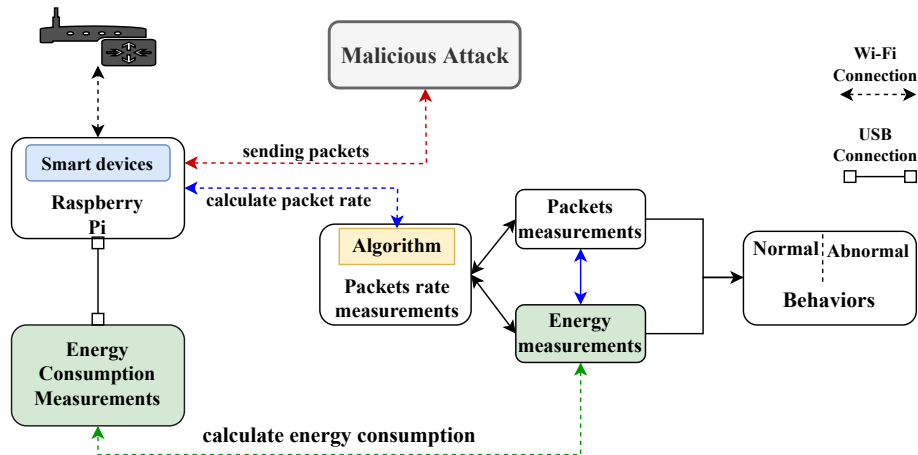 Malicious Attack
Wi-Fi
Connection
USB
Connection
sending packets
Smart devices
Raspberry
Pi
calculate packet rate
Algorithm
Packets rate
measurements
Packets
measurements
Energy
measurements
Normal
Abnormal
Behaviors
Energy
Consumption
Measurements
calculate energy consumption